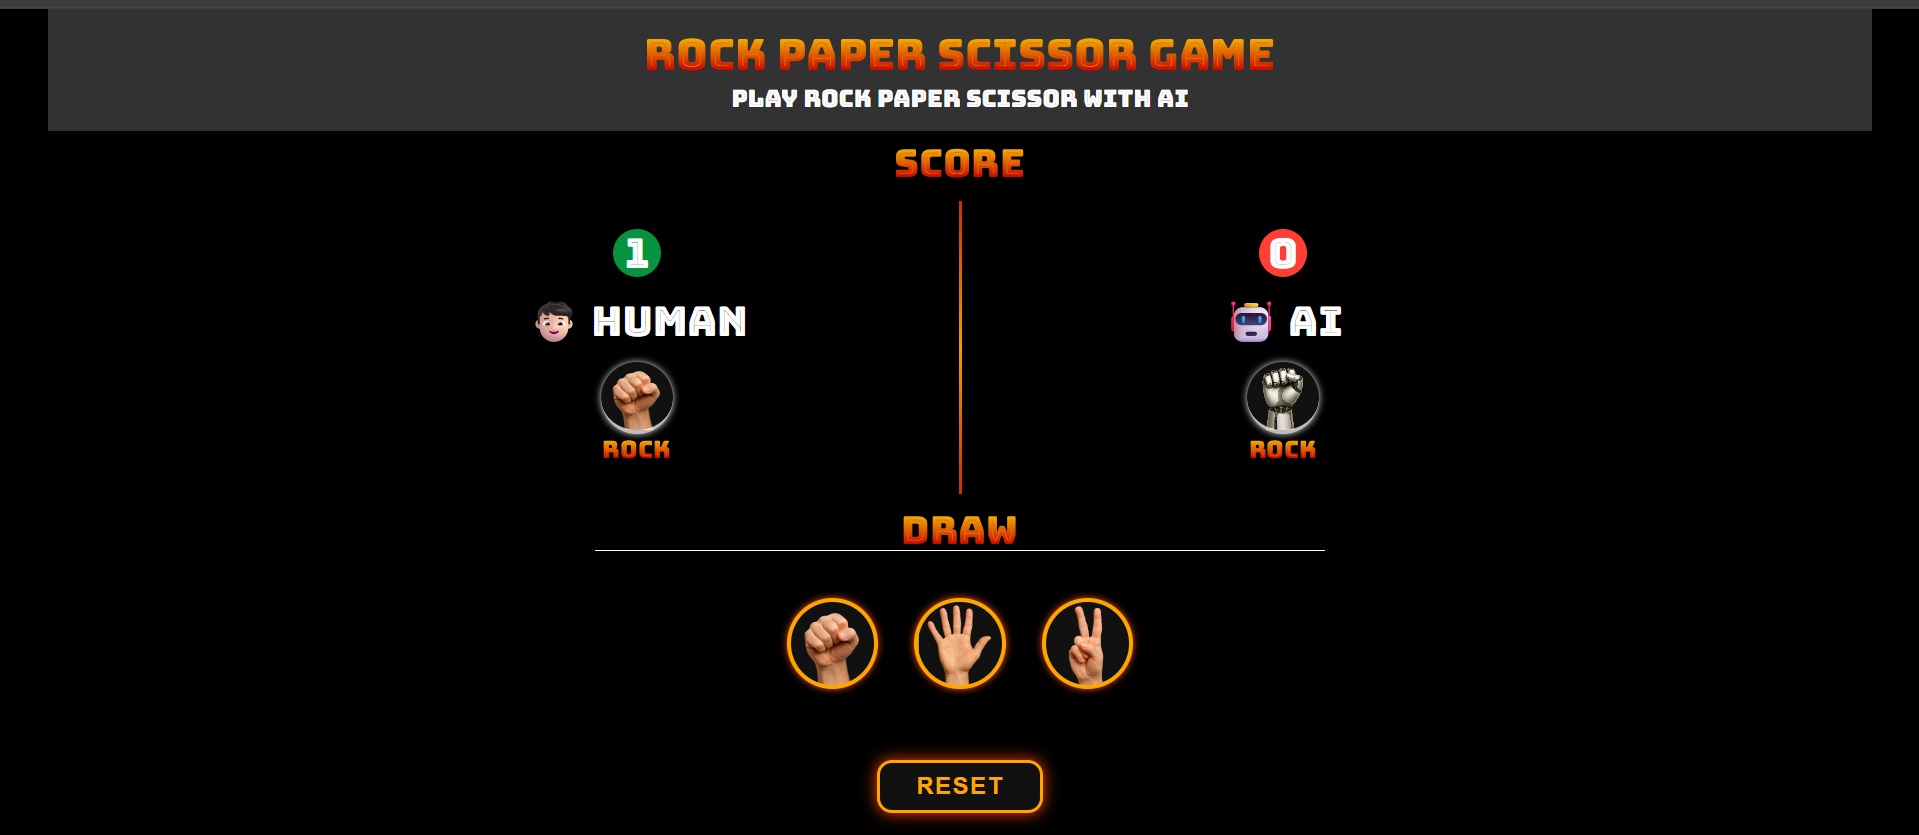 ROCK PAPER SCISSOR GAME
PLAY ROCK PAPER SCISSOR WITH AI
SCORE
1
0
HUMAN
AI
ROCK
ROCK
DRAW
RESET